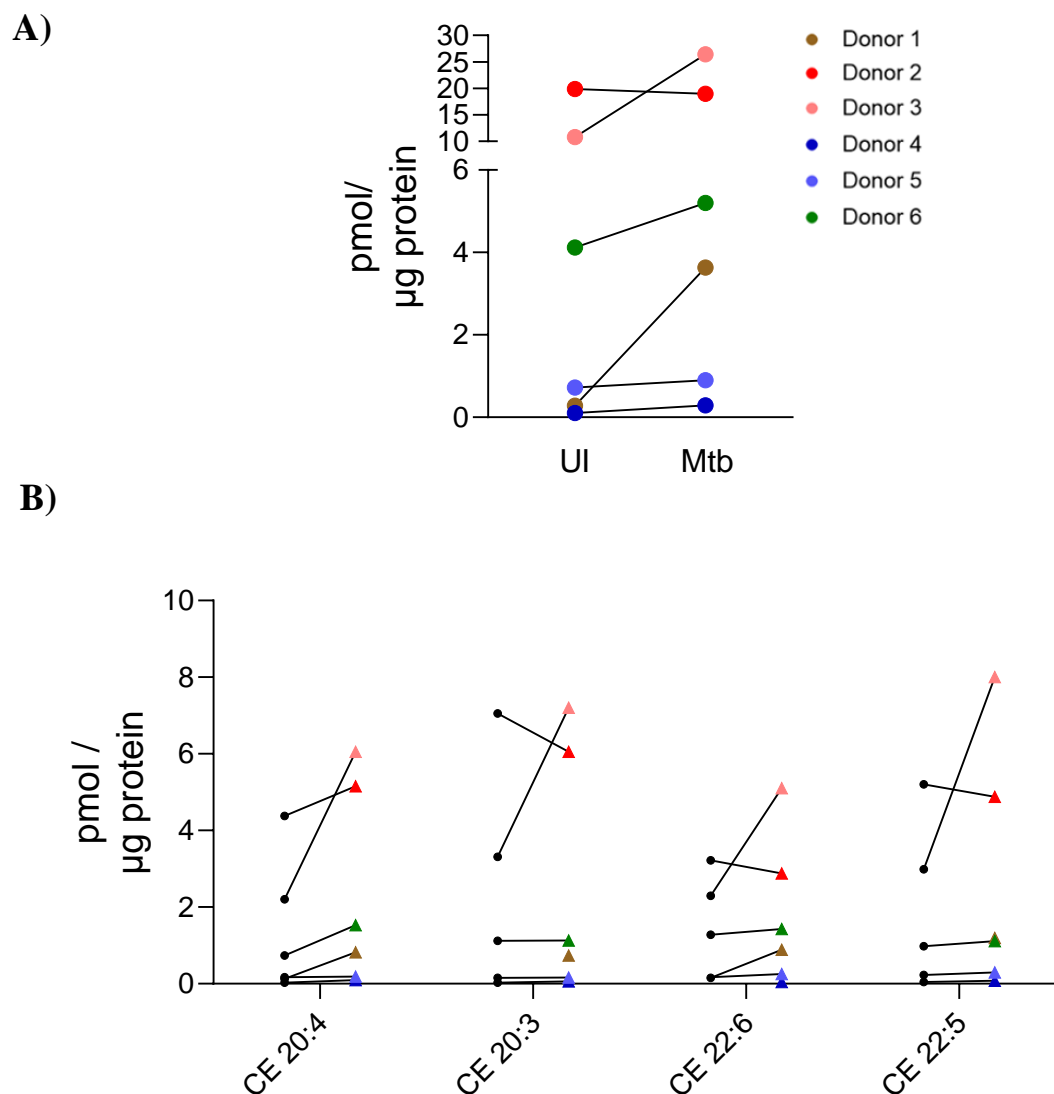 A)
30
25
20
15
10
6
4
2
0
pmol/
µg protein
UI
Mtb
Donor 1
Donor 2
Donor 3
Donor 4
Donor 5
Donor 6
B)
10
8
6
4
2
0
pmol /
µg protein
CE 20:4
CE 20:3
CE 22:6
CE 22:5